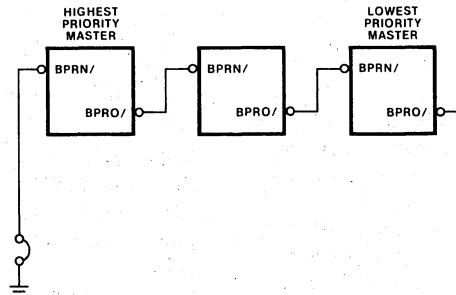 HIGHEST
PRIORITY
MASTER
LOWEST
PRIORITY
MASTER
BPRN/
BPRO/
BPRN/
BPRO/
BPRN/
BPRO/